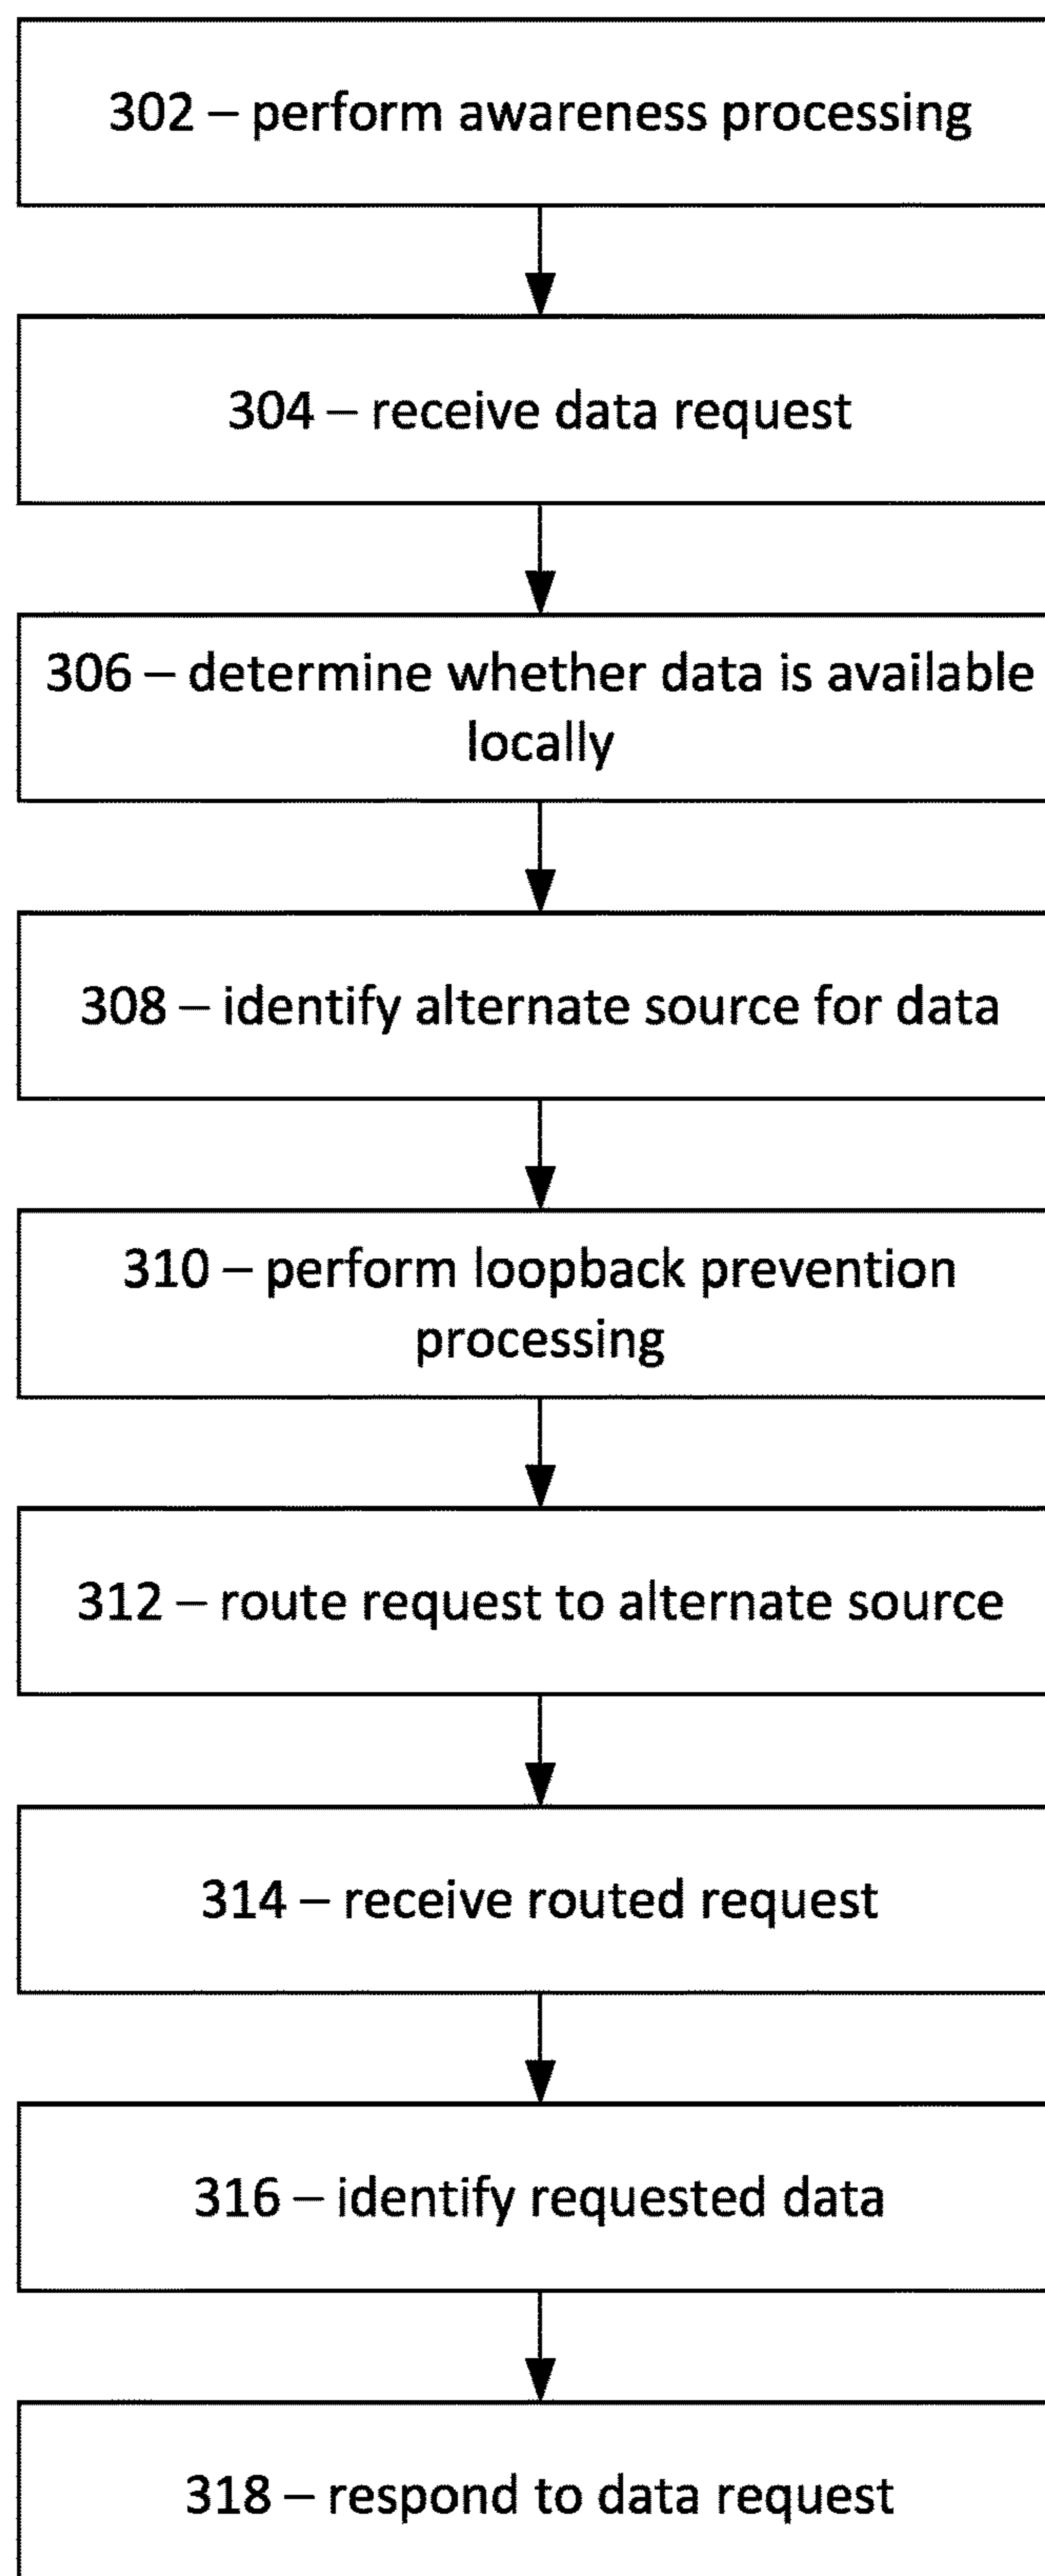 302 – perform awareness processing
304 – receive data request
306 – determine whether data is available
locally
308 – identify alternate source for data
310 – perform loopback prevention
processing
312 – route request to alternate source
314 – receive routed request
316 – identify requested data
318 – respond to data request